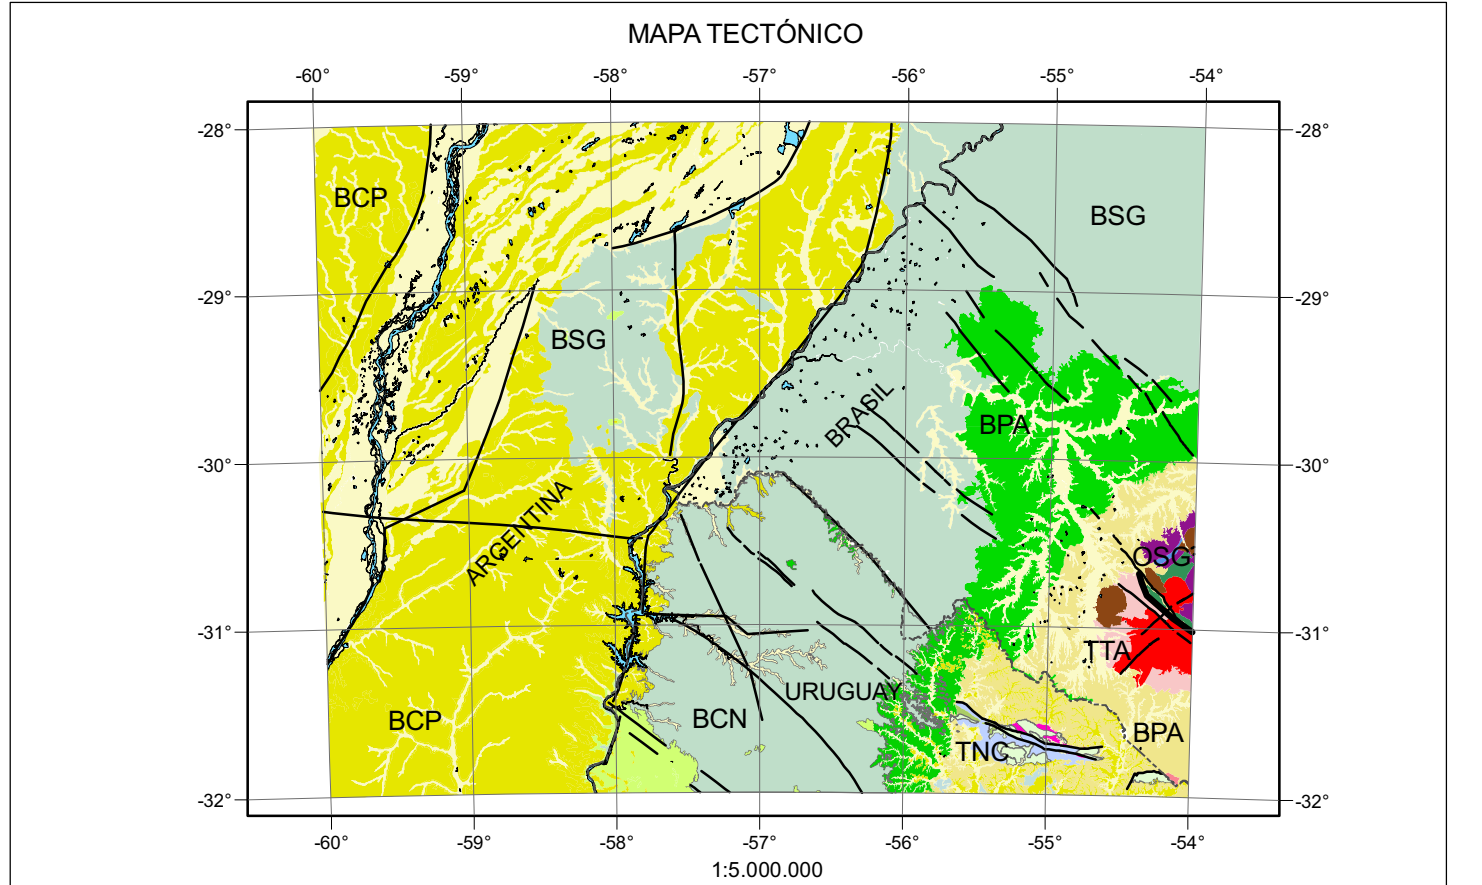 MAPA TECTÓNICO
-60° -59° -58° -57° -56° -55° -54°
-28° -28°
BCP
BSG
-29° -29°
BSG
BRASIL
BPA
-30° -30°
ARGENTINA
OSG
-31° -31°
TTA
URUGUAY
BCP
BCN
BPA
TNC
-32° -32°
-60° -59° -58° -57° -56° -55° -54°
1:5.000.000